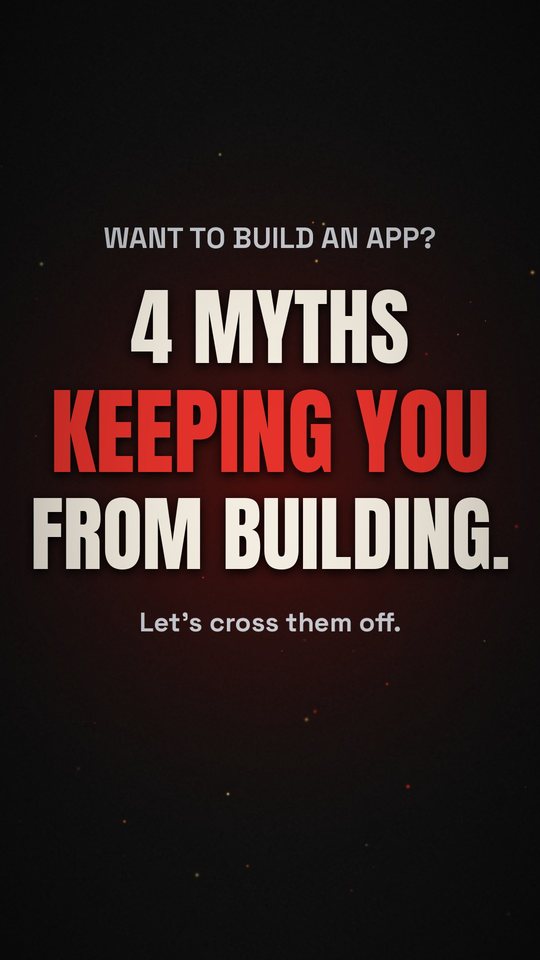 WANT TO BUILD AN APP?
4 MYTHS
KEEPING YOU
FROM BUILDING.
Let's cross them off.